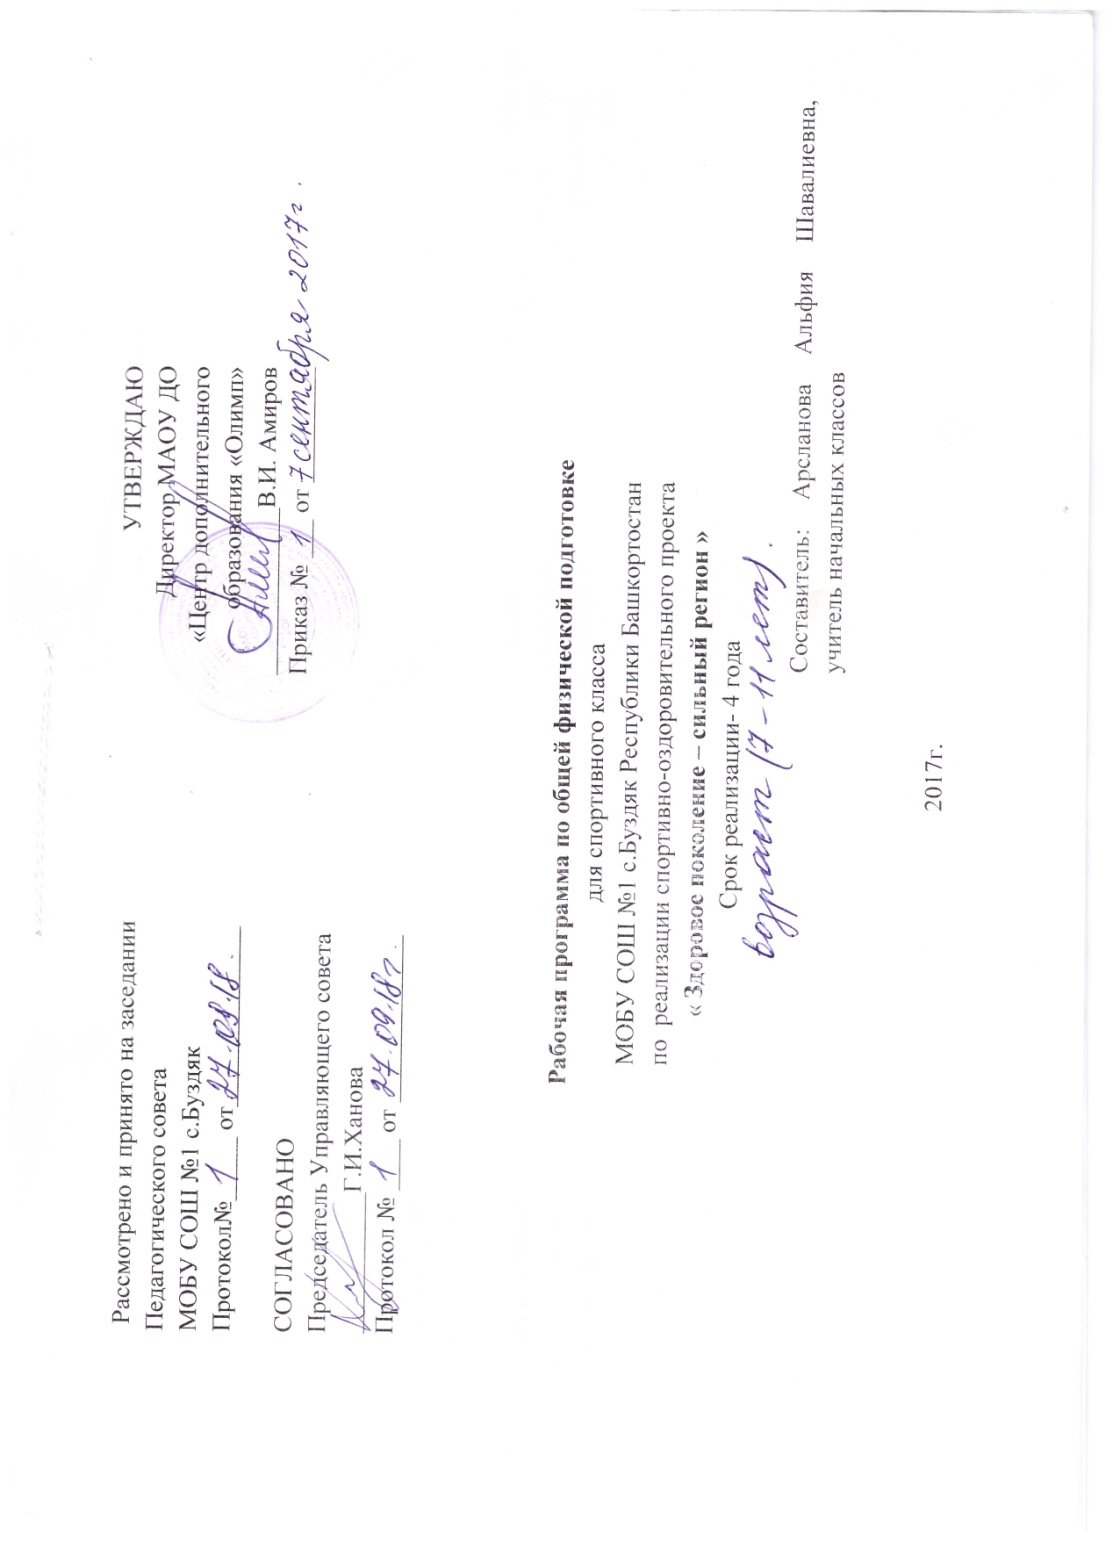 Рассмотрено и принято на заседании
Педагогического совета
МОБУ СОШ №1 с.Буздяк
Протокол№ 1 от 27.09.18.
СОГЛАСОВАНО
Председатель Управляющего совета
Г.И.Ханова
Протокол № 1 от 27.09.18г.
УТВЕРЖДАЮ
Директор МАОУ ДО
«Центр дополнительного
образования «Олимп»
В.И. Амиров
Приказ № 1 от 7 сентября 2017г.
Рабочая программа по общей физической подготовке
для спортивного класса
МОБУ СОШ №1 с.Буздяк Республики Башкортостан
по реализации спортивно-оздоровительного проекта
« Здоровое поколение – сильный регион »
Срок реализации- 4 года
возраст (7 – 11 лет).
Составитель: Арсланова Альфия Шавалиевна,
учитель начальных классов
2017г.